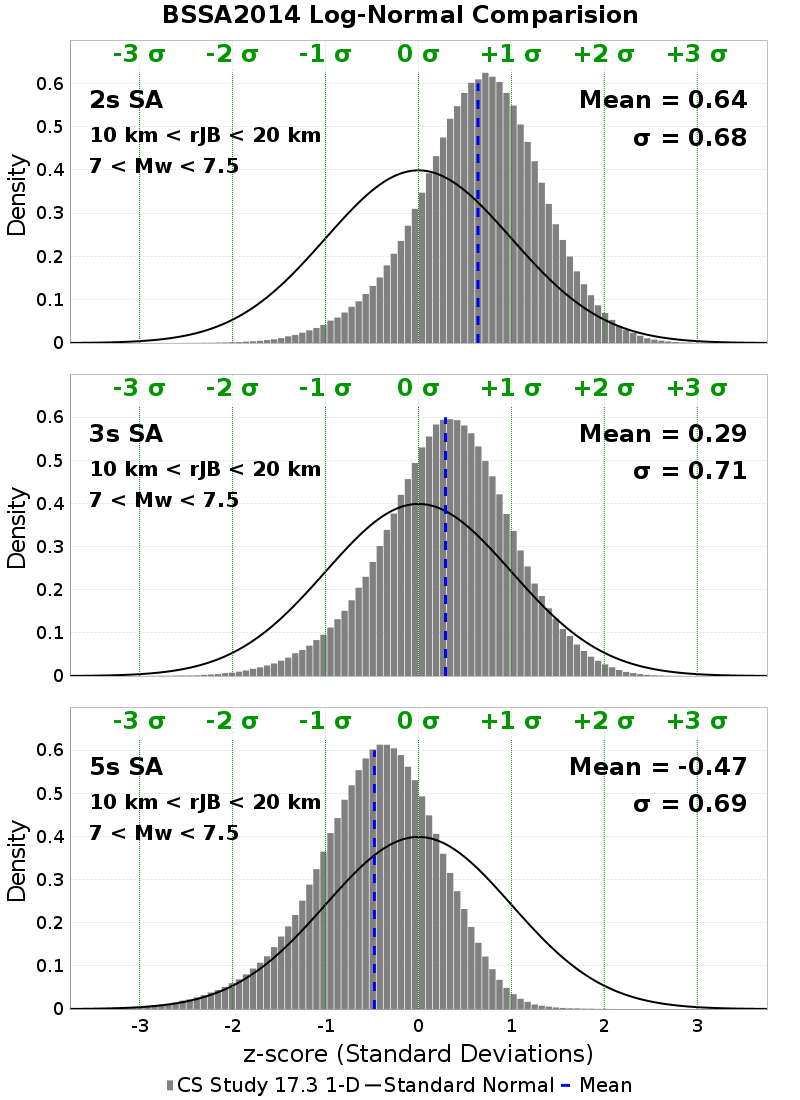 BSSA2014 Log-Normal Comparision
-3 σ -2 σ -1 σ 0 σ +1 σ +2 σ +3 σ
2s SA
Mean = 0.64
10 km < rJB < 20 km
σ = 0.68
7 < Mw < 7.5
Density
0.6
0.5
0.4
0.3
0.2
0.1
0
-3 σ -2 σ -1 σ 0 σ +1 σ +2 σ +3 σ
3s SA
Mean = 0.29
10 km < rJB < 20 km
σ = 0.71
7 < Mw < 7.5
Density
0.6
0.5
0.4
0.3
0.2
0.1
0
-3 σ -2 σ -1 σ 0 σ +1 σ +2 σ +3 σ
5s SA
Mean = -0.47
10 km < rJB < 20 km
σ = 0.69
7 < Mw < 7.5
Density
0.6
0.5
0.4
0.3
0.2
0.1
0
-3 -2 -1 0 1 2 3
z-score (Standard Deviations)
CS Study 17.3 1-D Standard Normal Mean